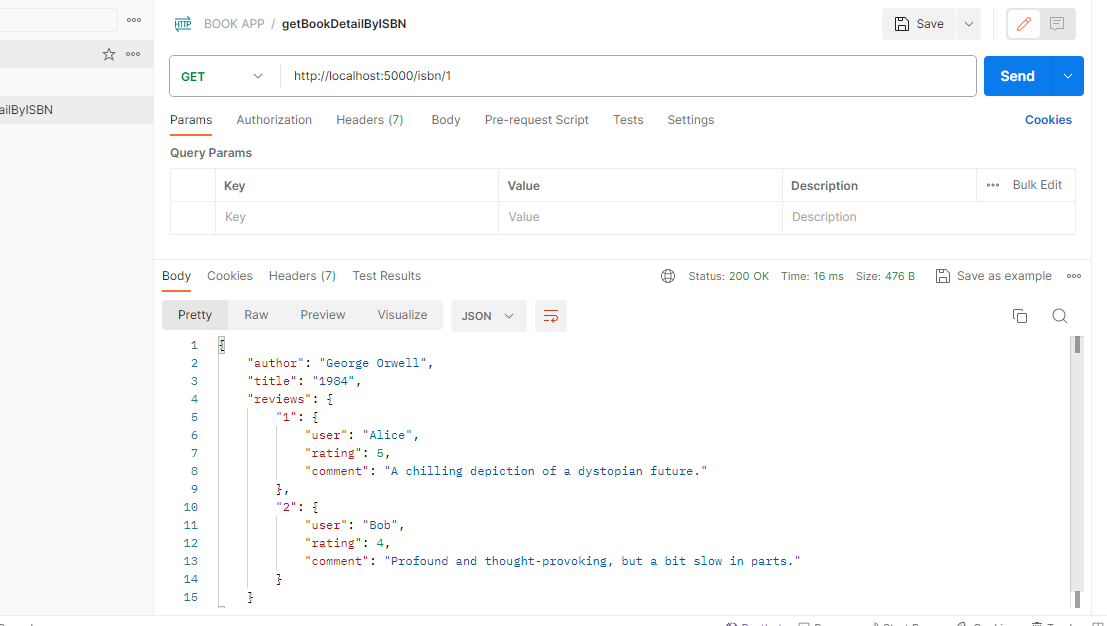 BOOK APP / getBookDetailByISBN
Save
GET
http://localhost:5000/isbn/1
Send
ailByISBN
Params Authorization Headers (7) Body Pre-request Script Tests Settings Cookies
Query Params
Key Value Description Bulk Edit
Key Value Description
Body Cookies Headers (7) Test Results Status: 200 OK Time: 16 ms Size: 476 B Save as example
Pretty Raw Preview Visualize JSON
1 {
2 "author": "George Orwell",
3 "title": "1984",
4 "reviews": {
5 "1": {
6 "user": "Alice",
7 "rating": 5,
8 "comment": "A chilling depiction of a dystopian future."
9 },
10 "2": {
11 "user": "Bob",
12 "rating": 4,
13 "comment": "Profound and thought-provoking, but a bit slow in parts."
14 }
15 }